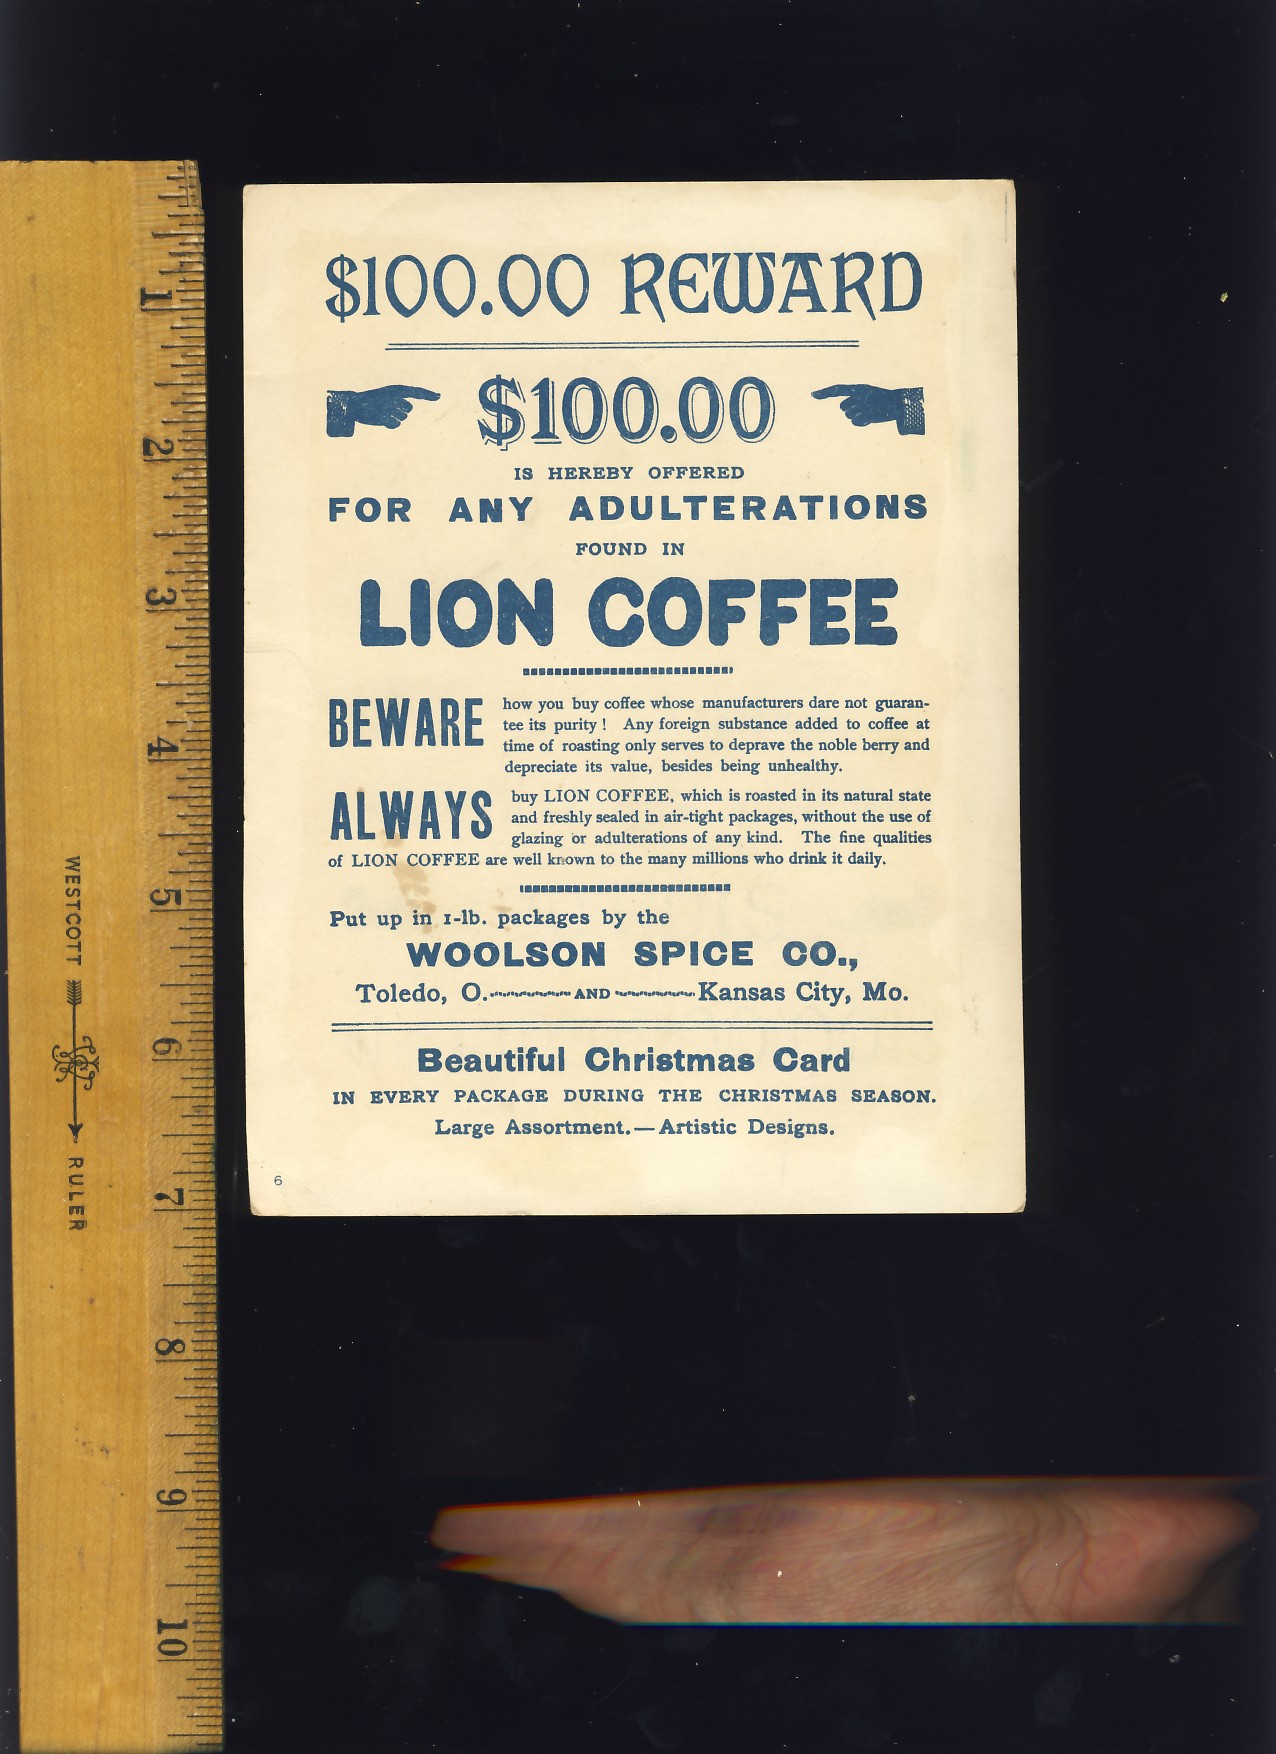 $100.00 REWARD
$100.00
IS HEREBY OFFERED
FOR ANY ADULTERATIONS
FOUND IN
LION COFFEE
BEWARE how you buy coffee whose manufacturers dare not guaran-
tee its purity! Any foreign substance added to coffee at
time of roasting only serves to deprave the noble berry and
depreciate its value, besides being unhealthy.
ALWAYS buy LION COFFEE, which is roasted in its natural state
and freshly sealed in air-tight packages, without the use of
glazing or adulterations of any kind. The fine qualities
of LION COFFEE are well known to the many millions who drink it daily.
Put up in 1-lb. packages by the
WOOLSON SPICE CO.,
Toledo, O. AND Kansas City, Mo.
Beautiful Christmas Card
IN EVERY PACKAGE DURING THE CHRISTMAS SEASON.
Large Assortment.—Artistic Designs.
6
WESTCOTT RULER
1
2
3
4
5
6
7
8
9
10